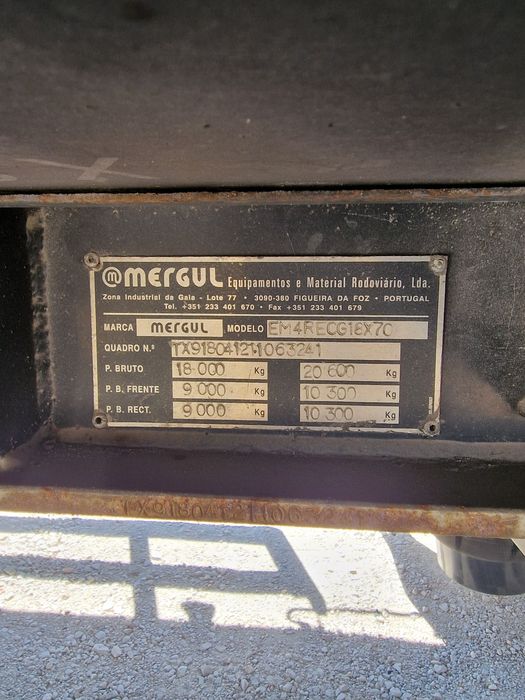 mERGUL Equipamentos e Material Rodoviário, Lda.
Zona Industrial da Gala - Lote 77 • 3090-380 FIGUEIRA DA FOZ • PORTUGAL
Tel. +351 233 401 670 • Fax +351 233 401 679
MARCA mERGUL MODELO EM4RECG18X7C
QUADRO N.º TX918041211063241
P. BRUTO 18 000 Kg 20 600 Kg
P. B. FRENTE 9 000 Kg 10 300 Kg
P. B. RECT. 9 000 Kg 10 300 Kg
TX91804121106